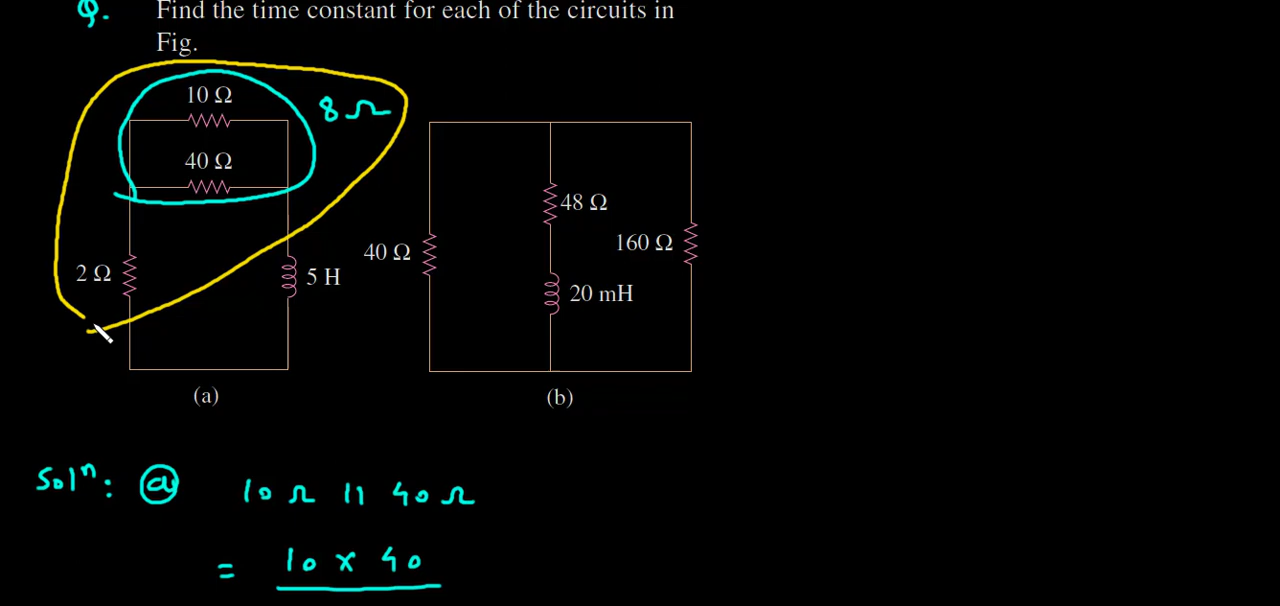 Q. Find the time constant for each of the circuits in
Fig.
10 Ω
8 Ω
40 Ω
2 Ω
5 H
40 Ω
48 Ω
160 Ω
20 mH
(a)
(b)
Solⁿ: ⓐ 10 Ω || 40 Ω
= 10 x 40